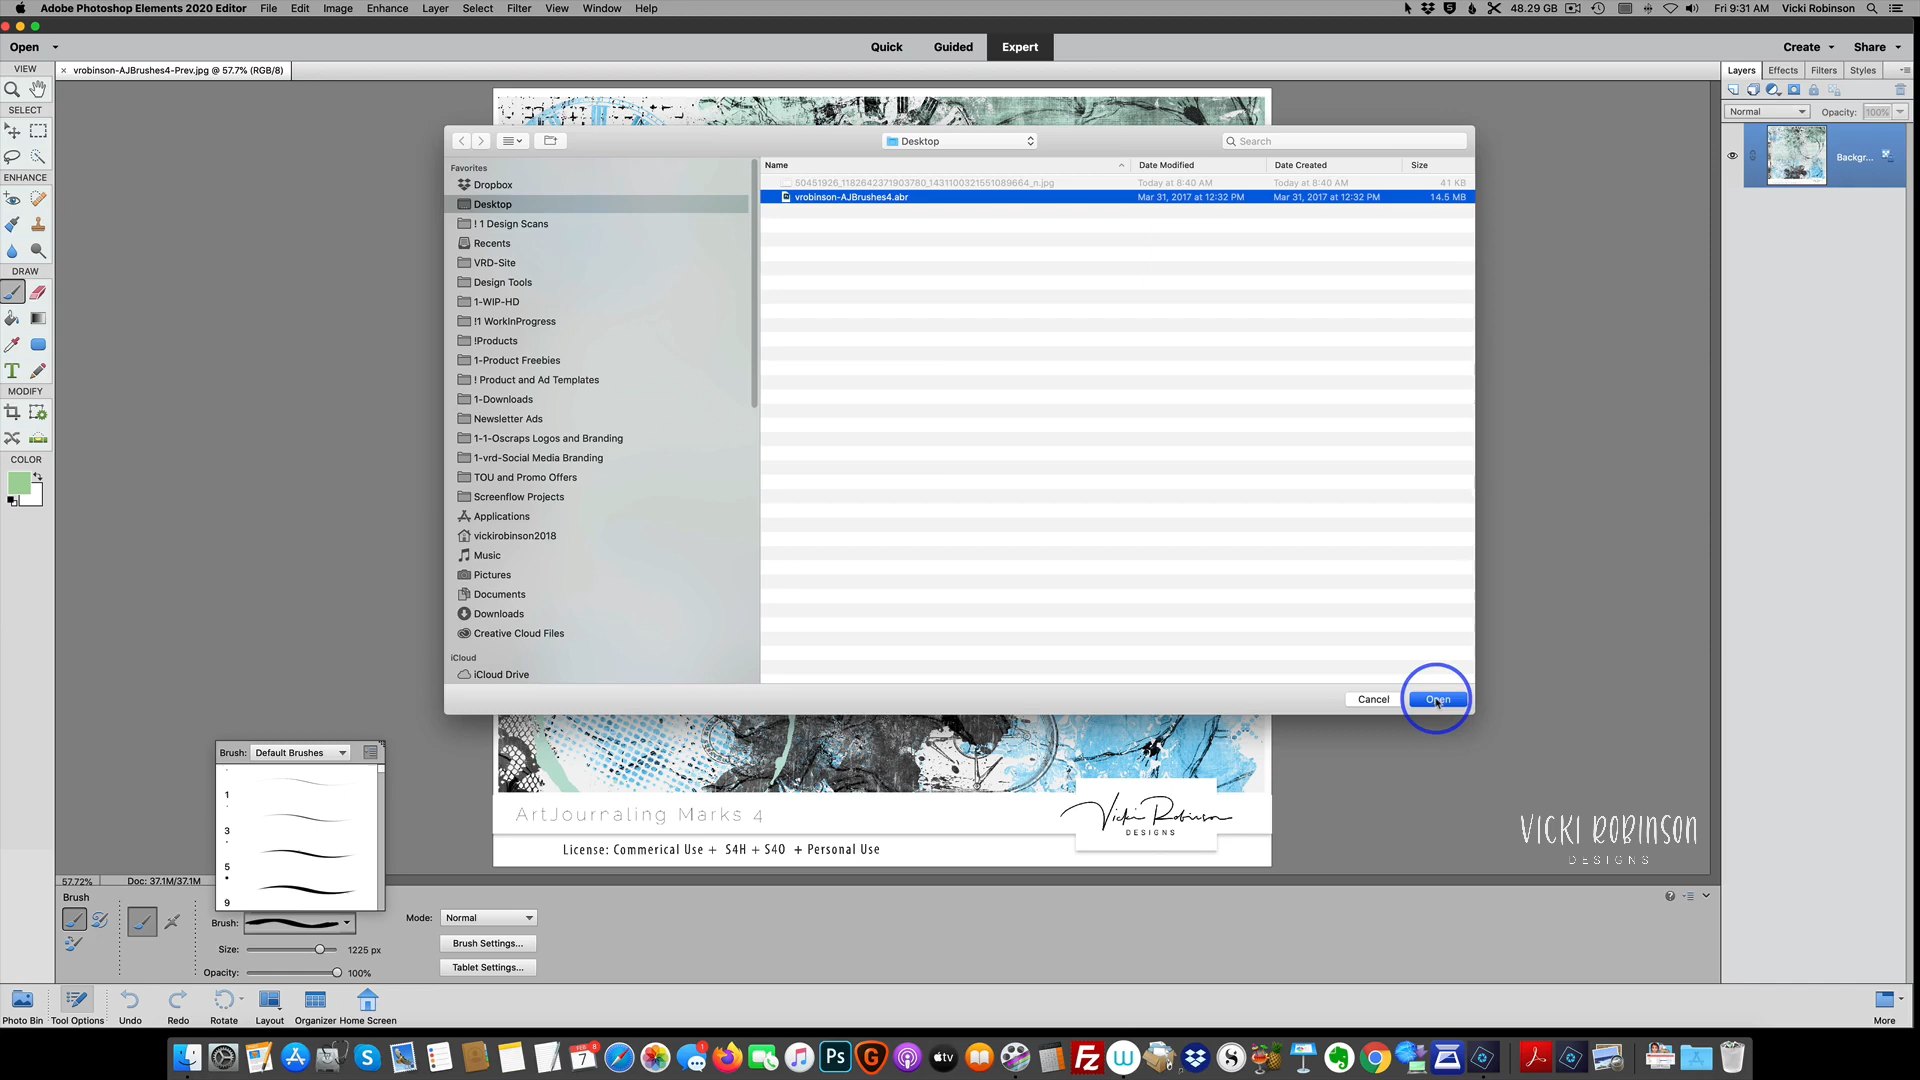 Adobe Photoshop Elements 2020 Editor File Edit Image Enhance Layer Select Filter View Window Help 48.29 GB Fri 9:31 AM Vicki Robinson
Open Quick Guided Expert Create Share
VIEW
vrobinson-AJBrushes4-Prev.jpg @ 57.7% (RGB/8)
Layers Effects Filters Styles
SELECT
Normal Opacity: 100%
Backgr...
ENHANCE
DRAW
MODIFY
COLOR
Desktop
Search
Favorites
Dropbox
Desktop
! 1 Design Scans
Recents
VRD-Site
Design Tools
1-WIP-HD
!1 WorkInProgress
!Products
1-Product Freebies
! Product and Ad Templates
1-Downloads
Newsletter Ads
1-1-Oscraps Logos and Branding
1-vrd-Social Media Branding
TOU and Promo Offers
Screenflow Projects
Applications
vickirobinson2018
Music
Pictures
Documents
Downloads
Creative Cloud Files
iCloud
iCloud Drive
Name Date Modified Date Created Size
50451926_1182642371903780_1431100321551089664_n.jpg Today at 8:40 AM Today at 8:40 AM 41 KB
vrobinson-AJBrushes4.abr Mar 31, 2017 at 12:32 PM Mar 31, 2017 at 12:32 PM 14.5 MB
Cancel Open
Brush: Default Brushes
1
3
5
9
ArtJournaling Marks 4
Vicki Robinson
DESIGNS
License: Commerical Use + S4H + S4O + Personal Use
VICKI ROBINSON
DESIGNS
57.72% Doc: 37.1M/37.1M
Brush
Brush:
Size: 1225 px
Opacity: 100%
Mode: Normal
Brush Settings...
Tablet Settings...
Photo Bin Tool Options Undo Redo Rotate Layout Organizer Home Screen More